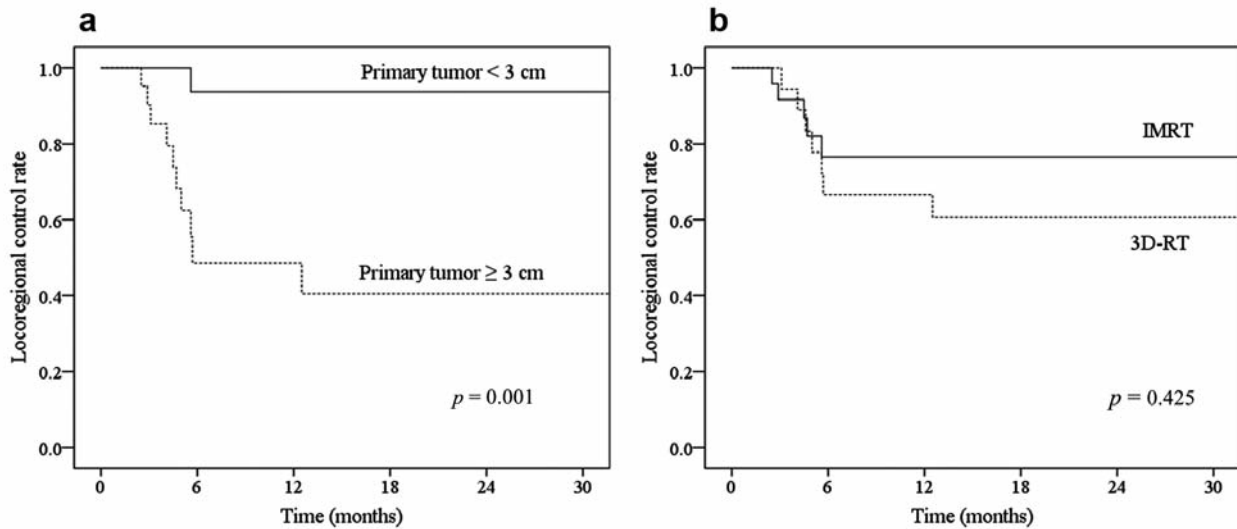 a
Locoregional control rate
1.0
0.8
0.6
0.4
0.2
0.0
Primary tumor < 3 cm
Primary tumor ≥ 3 cm
p = 0.001
0 6 12 18 24 30
Time (months)
b
Locoregional control rate
1.0
0.8
0.6
0.4
0.2
0.0
IMRT
3D-RT
p = 0.425
0 6 12 18 24 30
Time (months)